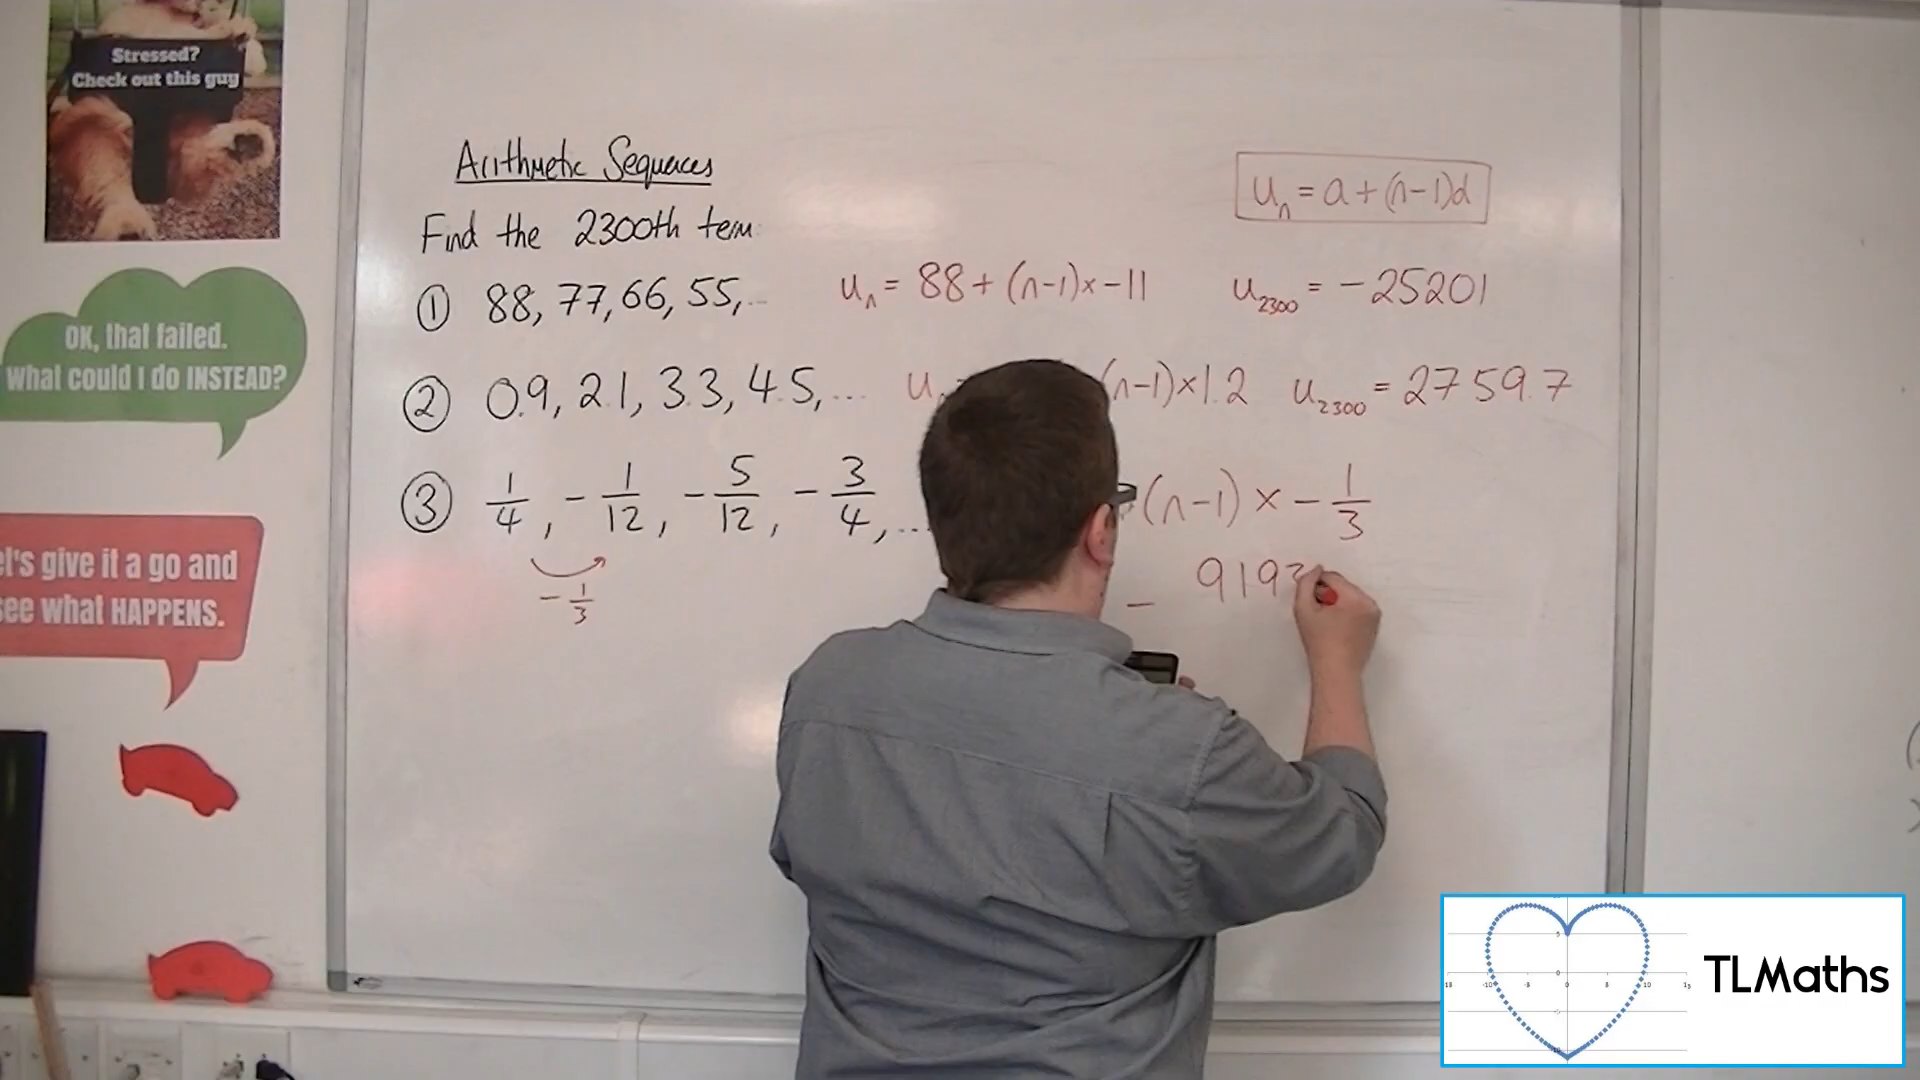 Stressed?
Check out this guy
OK, that failed.
what could I do INSTEAD?
let's give it a go and
see what HAPPENS.
Arithmetic Sequences
Find the 2300th term
uₙ = a + (n-1)d
① 88, 77, 66, 55, ... uₙ = 88 + (n-1)x -11 u₂₃₀₀ = -25201
② 0.9, 2.1, 3.3, 4.5, ... u (n-1)×1.2 u₂₃₀₀ = 2759.7
③ 1/4, -1/12, -5/12, -3/4, ... (n-1) x -1/3
-1/3
- 919
TLMaths